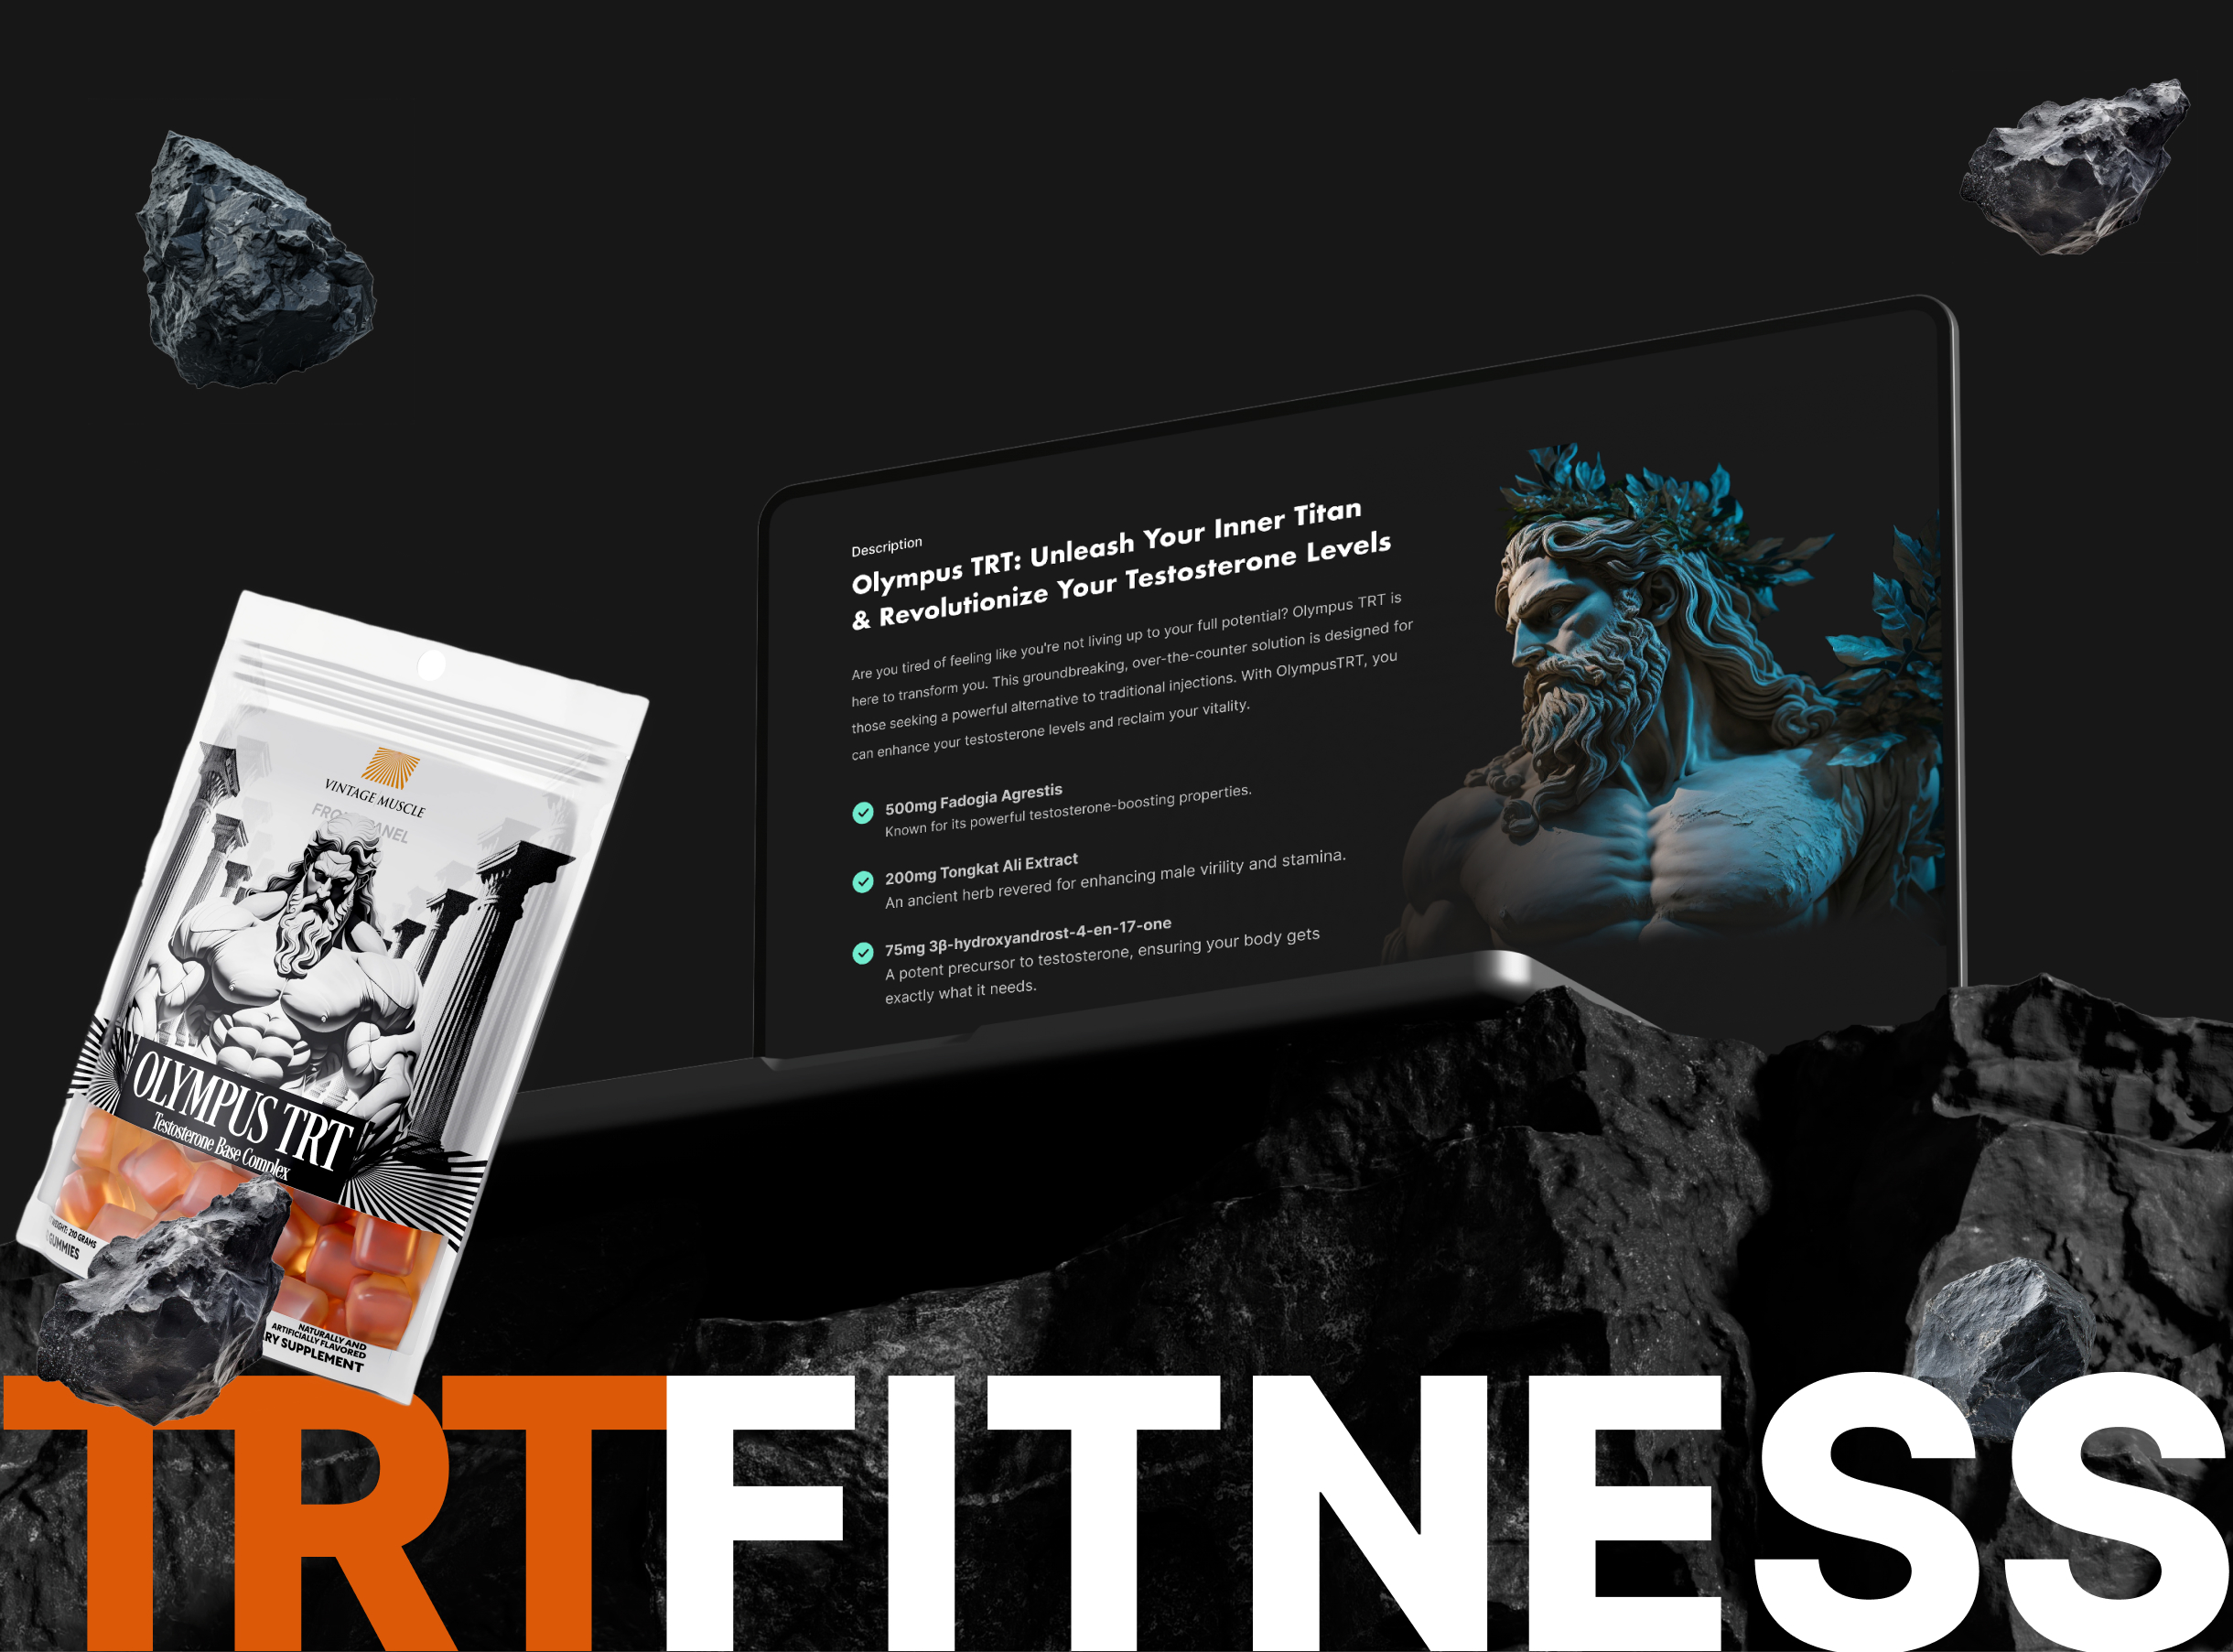 Description
Olympus TRT: Unleash Your Inner Titan
& Revolutionize Your Testosterone Levels
Are you tired of feeling like you're not living up to your full potential? Olympus TRT is
here to transform you. This groundbreaking, over-the-counter solution is designed for
those seeking a powerful alternative to traditional injections. With OlympusTRT, you
can enhance your testosterone levels and reclaim your vitality.
500mg Fadogia Agrestis
Known for its powerful testosterone-boosting properties.
200mg Tongkat Ali Extract
An ancient herb revered for enhancing male virility and stamina.
75mg 3β-hydroxyandrost-4-en-17-one
A potent precursor to testosterone, ensuring your body gets
exactly what it needs.
VINTAGE MUSCLE
OLYMPUS TRT
Testosterone Base Complex
210 GRAMS
GUMMIES
NATURALLY AND
ARTIFICIALLY FLAVORED
SUPPLEMENT
TRTFITNESS